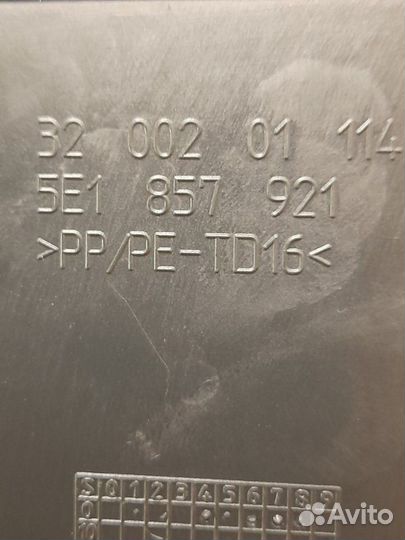 32 002 01 114
5E1 857 921
>PP/PE-TD16<
0 1 2 3 4 5 6 7 8 9
Avito